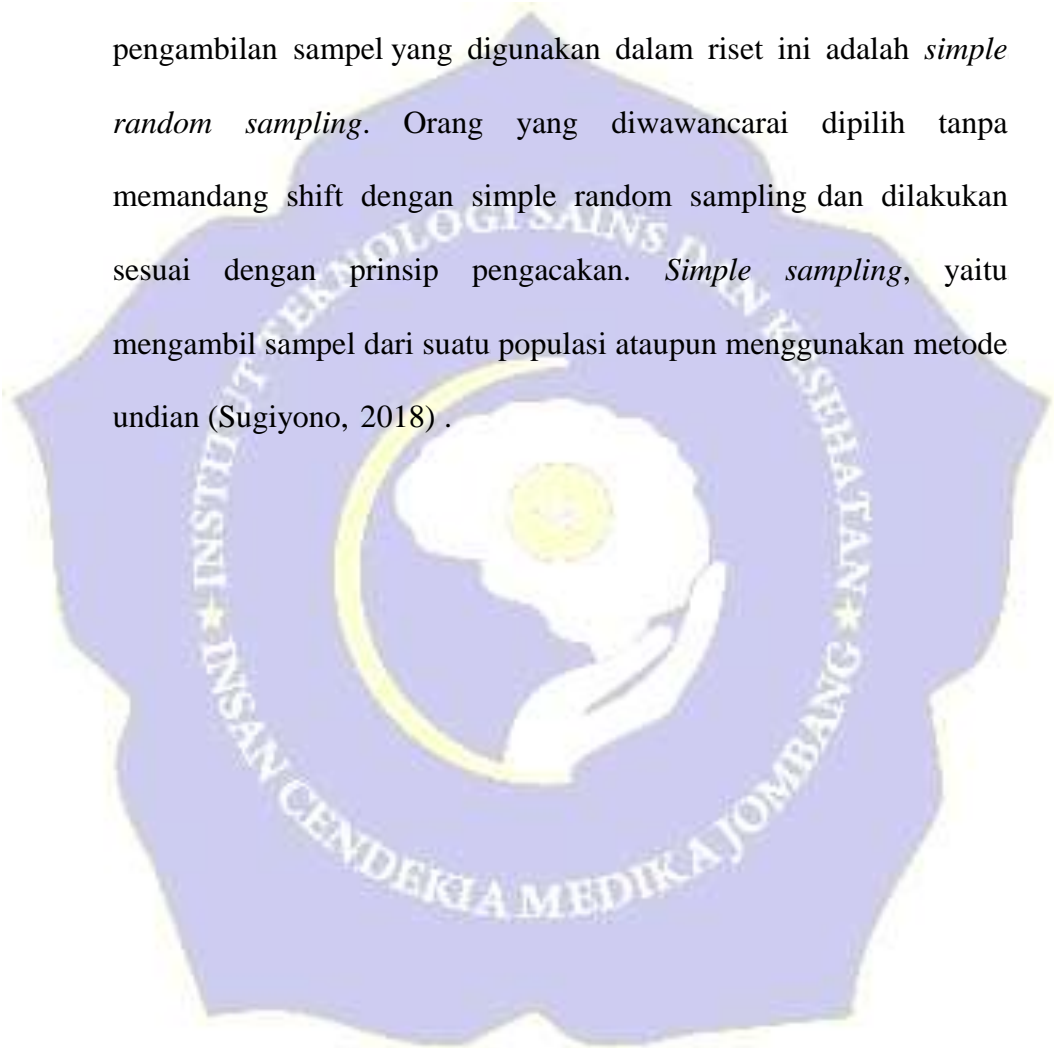 pengambilan sampel yang digunakan dalam riset ini adalah simple
random sampling. Orang yang diwawancarai dipilih tanpa
memandang shift dengan simple random sampling dan dilakukan
sesuai dengan prinsip pengacakan. Simple sampling, yaitu
mengambil sampel dari suatu populasi ataupun menggunakan metode
undian (Sugiyono, 2018) .
INSTITUT TEKNOLOGI SAINS DAN KESEHATAN
★ INSAN CENDEKIA MEDIKA JOMBANG ★